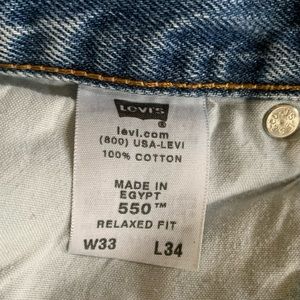 LEVI'S
®
levi.com
(800) USA-LEVI
100% COTTON
MADE IN
EGYPT
550™
RELAXED FIT
W33 L34